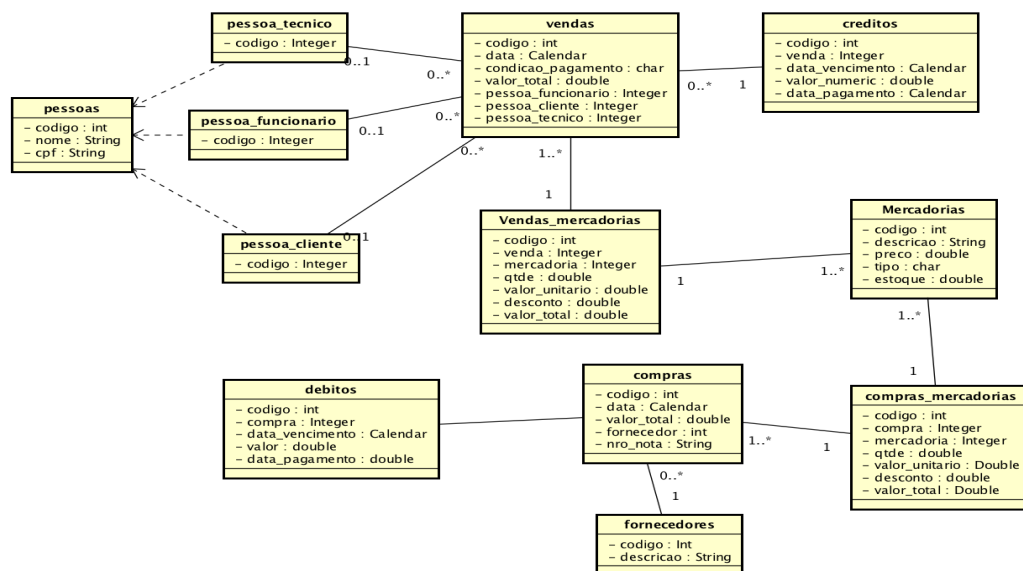 pessoa_tecnico
– codigo : Integer
0..1
vendas
– codigo : int
– data : Calendar
– condicao_pagamento : char
– valor_total : double
– pessoa_funcionario : Integer
– pessoa_cliente : Integer
– pessoa_tecnico : Integer
0..*
creditos
– codigo : int
– venda : Integer
– data_vencimento : Calendar
– valor_numeric : double
– data_pagamento : Calendar
0..*
1
pessoas
– codigo : int
– nome : String
– cpf : String
pessoa_funcionario
– codigo : Integer
0..1
0..*
0..*
1..*
1
pessoa_cliente
– codigo : Integer
0..1
Vendas_mercadorias
– codigo : int
– venda : Integer
– mercadoria : Integer
– qtde : double
– valor_unitario : double
– desconto : double
– valor_total : double
1
1..*
Mercadorias
– codigo : int
– descricao : String
– preco : double
– tipo : char
– estoque : double
1..*
1
debitos
– codigo : int
– compra : Integer
– data_vencimento : Calendar
– valor : double
– data_pagamento : double
compras
– codigo : int
– data : Calendar
– valor_total : double
– fornecedor : int
– nro_nota : String
1..*
1
compras_mercadorias
– codigo : int
– compra : Integer
– mercadoria : Integer
– qtde : double
– valor_unitario : Double
– desconto : double
– valor_total : Double
0..*
1
fornecedores
– codigo : Int
– descricao : String